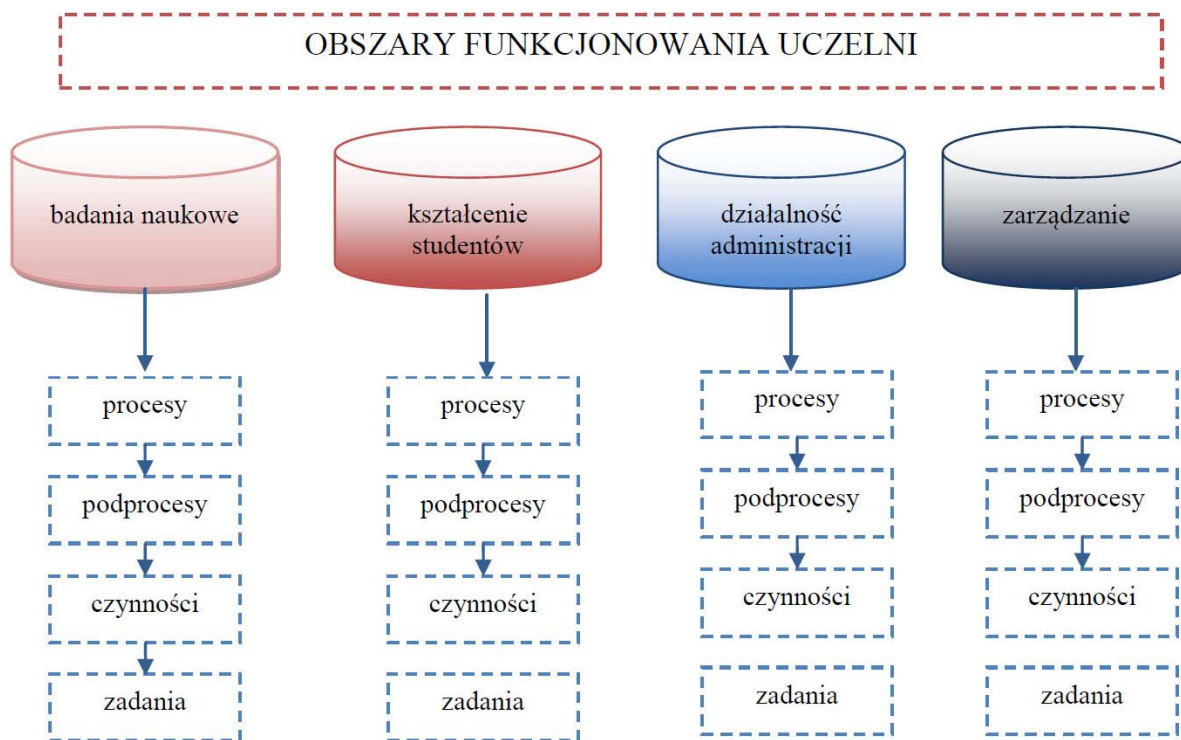 OBSZARY FUNKCJONOWANIA UCZELNI
badania naukowe
kształcenie
studentów
działalność
administracji
zarządzanie
procesy
procesy
procesy
procesy
podprocesy
podprocesy
podprocesy
podprocesy
czynności
czynności
czynności
czynności
zadania
zadania
zadania
zadania